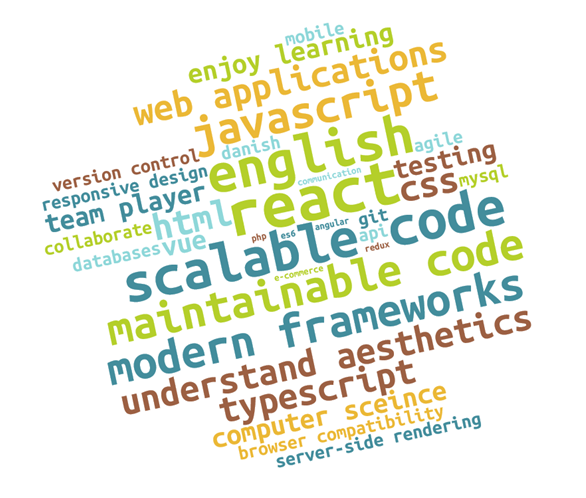 mobile
enjoy learning
web applications
javascript
danish
english
agile
version control
communication
testing
responsive design
react
css
mysql
team player
html
collaborate
vue
databases
php
es6
angular
git
api
redux
scalable code
e-commerce
maintainable code
modern frameworks
understand aesthetics
typescript
computer sceince
browser compatibility
server-side rendering